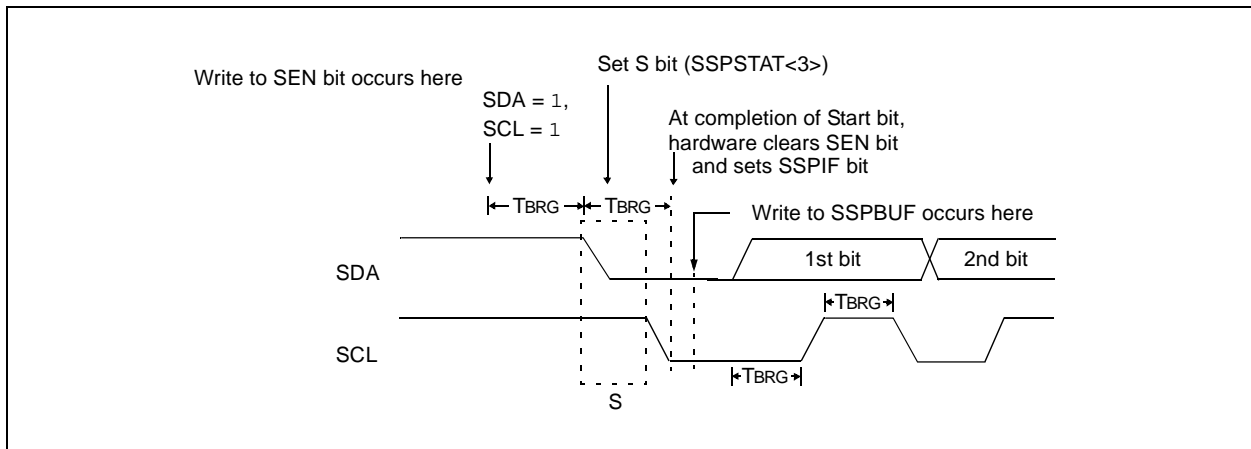 Write to SEN bit occurs here
Set S bit (SSPSTAT<3>)
SDA = 1,
SCL = 1
At completion of Start bit,
hardware clears SEN bit
and sets SSPIF bit
TBRG
TBRG
Write to SSPBUF occurs here
SDA
1st bit
2nd bit
TBRG
SCL
TBRG
S